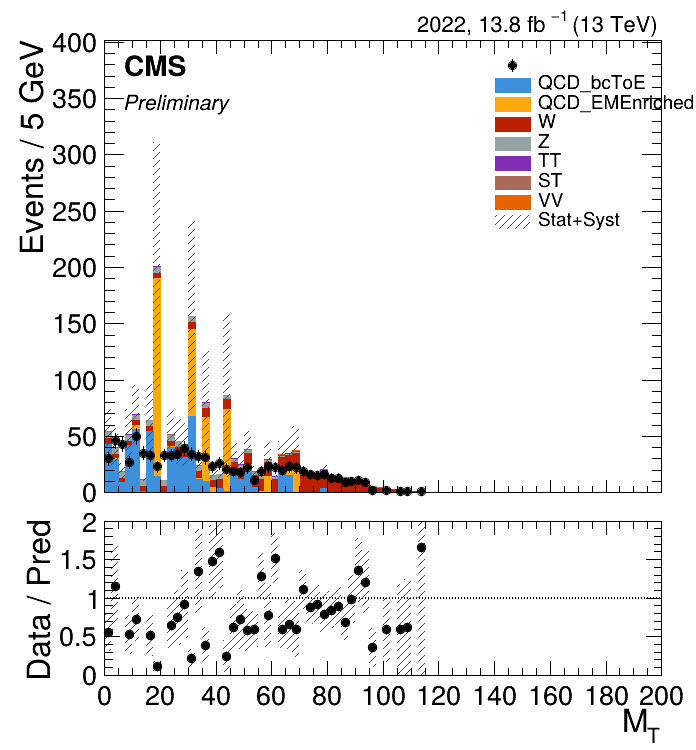 2022, 13.8 fb⁻¹ (13 TeV)
Events / 5 GeV
400
350
300
250
200
150
100
50
0
CMS
Preliminary
QCD_bcToE
QCD_EMEnriched
W
Z
TT
ST
VV
Stat+Syst
Data / Pred
2
1.5
1
0.5
0
0 20 40 60 80 100 120 140 160 180 200
M_T